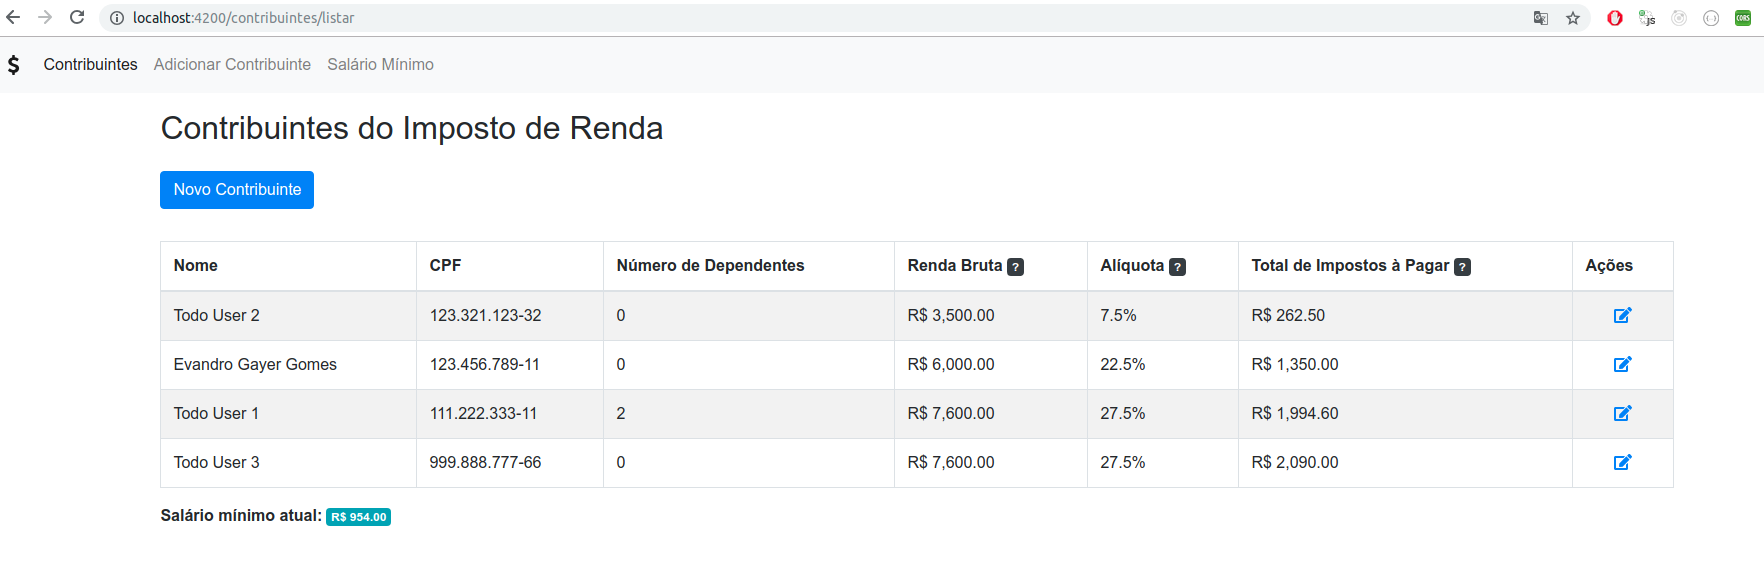 localhost:4200/contribuintes/listar
$ Contribuintes Adicionar Contribuinte Salário Mínimo
Contribuintes do Imposto de Renda
Novo Contribuinte
Nome CPF Número de Dependentes Renda Bruta ? Alíquota ? Total de Impostos à Pagar ? Ações
Todo User 2 123.321.123-32 0 R$ 3,500.00 7.5% R$ 262.50
Evandro Gayer Gomes 123.456.789-11 0 R$ 6,000.00 22.5% R$ 1,350.00
Todo User 1 111.222.333-11 2 R$ 7,600.00 27.5% R$ 1,994.60
Todo User 3 999.888.777-66 0 R$ 7,600.00 27.5% R$ 2,090.00
Salário mínimo atual: R$ 954.00